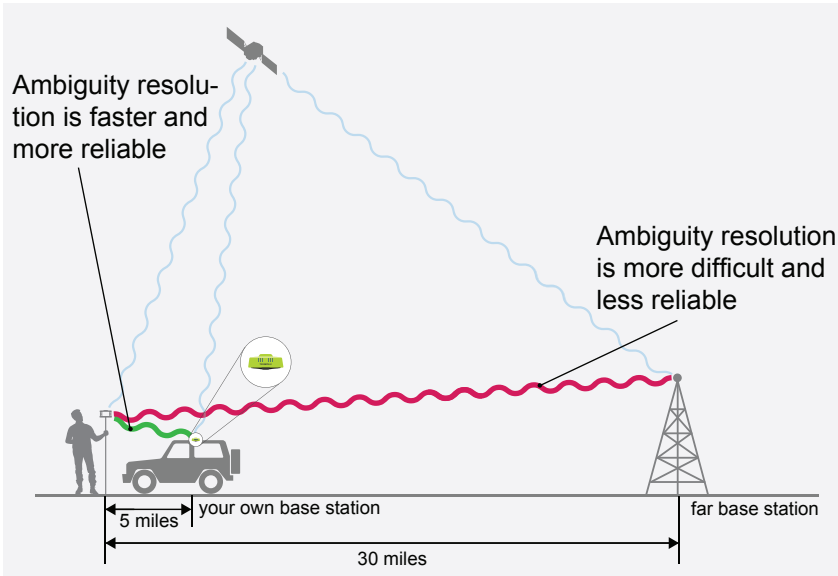 Ambiguity resolu-
tion is faster and
more reliable
Ambiguity resolution
is more difficult and
less reliable
5 miles
your own base station
far base station
30 miles